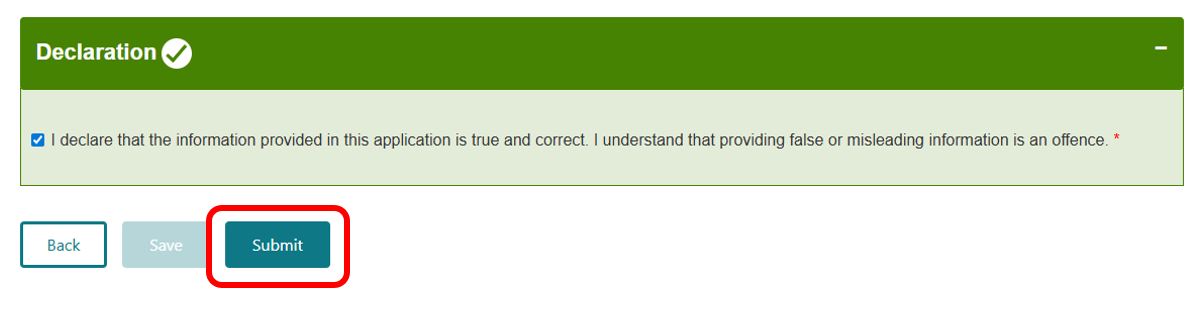 Declaration
I declare that the information provided in this application is true and correct. I understand that providing false or misleading information is an offence. *
Back Save Submit